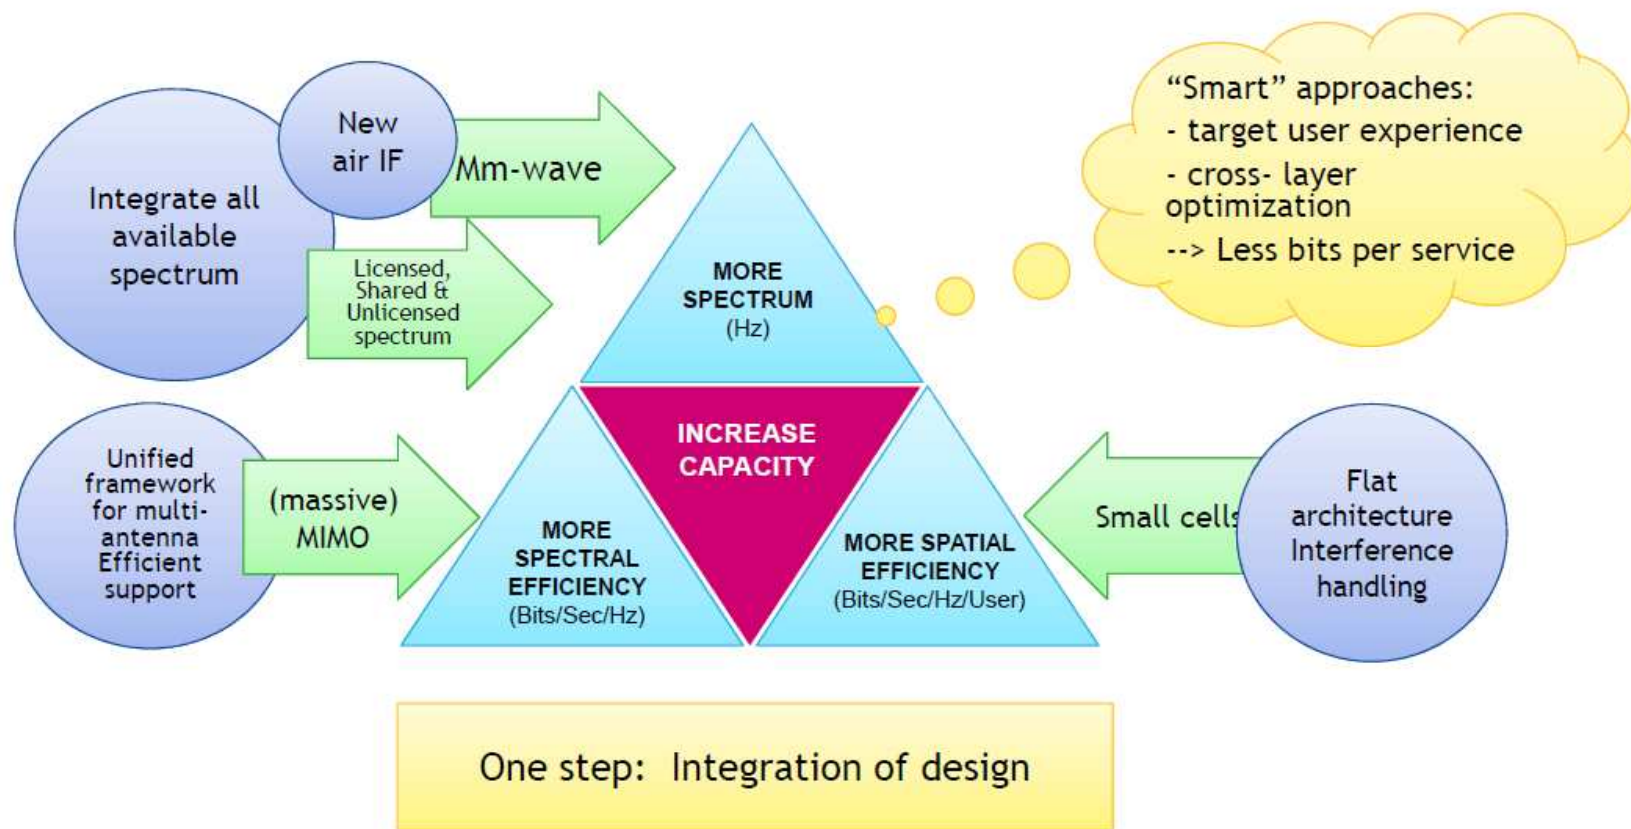 New
air IF
Integrate all
available
spectrum
Mm-wave
Licensed,
Shared &
Unlicensed
spectrum
“Smart” approaches:
- target user experience
- cross- layer
optimization
--> Less bits per service
MORE
SPECTRUM
(Hz)
INCREASE
CAPACITY
Unified
framework
for multi-
antenna
Efficient
support
(massive)
MIMO
MORE
SPECTRAL
EFFICIENCY
(Bits/Sec/Hz)
MORE SPATIAL
EFFICIENCY
(Bits/Sec/Hz/User)
Small cells
Flat
architecture
Interference
handling
One step: Integration of design